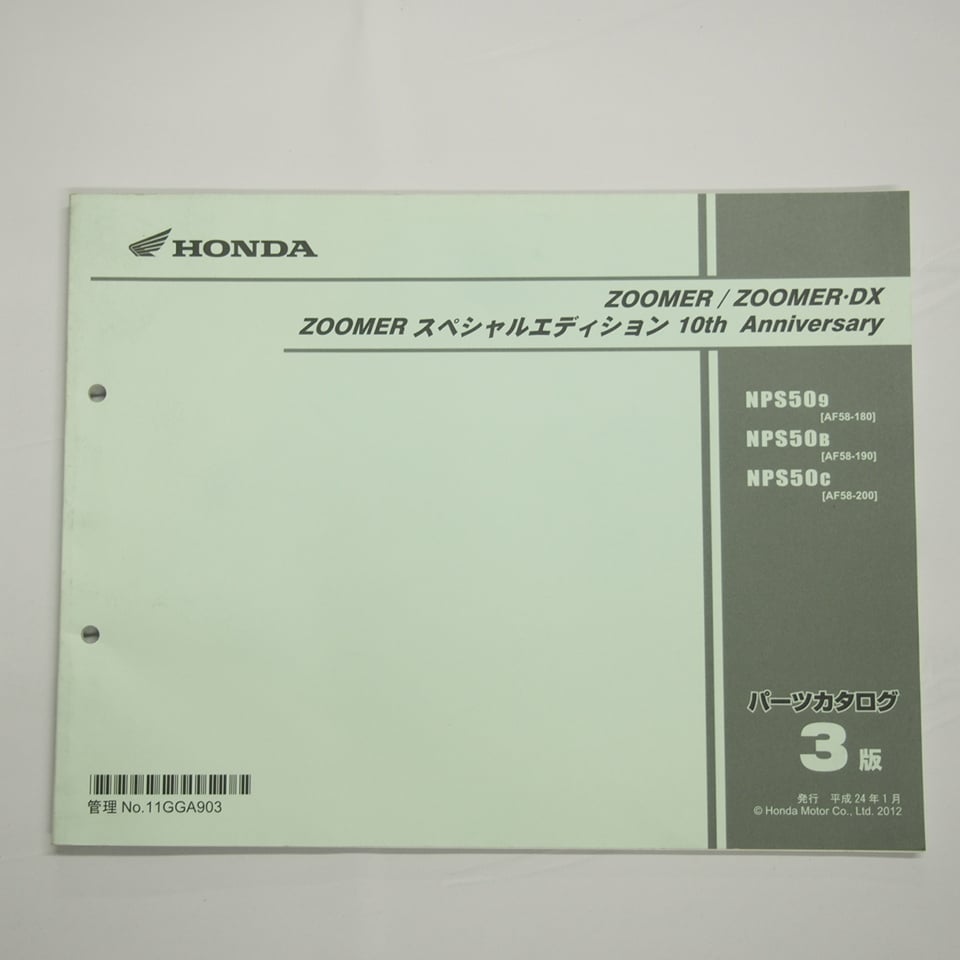 HONDA
ZOOMER / ZOOMER·DX
ZOOMER スペシャルエディション 10th Anniversary
NPS509
[AF58-180]
NPS50B
[AF58-190]
NPS50C
[AF58-200]
パーツカタログ
3版
発行 平成24年1月
© Honda Motor Co., Ltd. 2012
管理 No.11GGA903